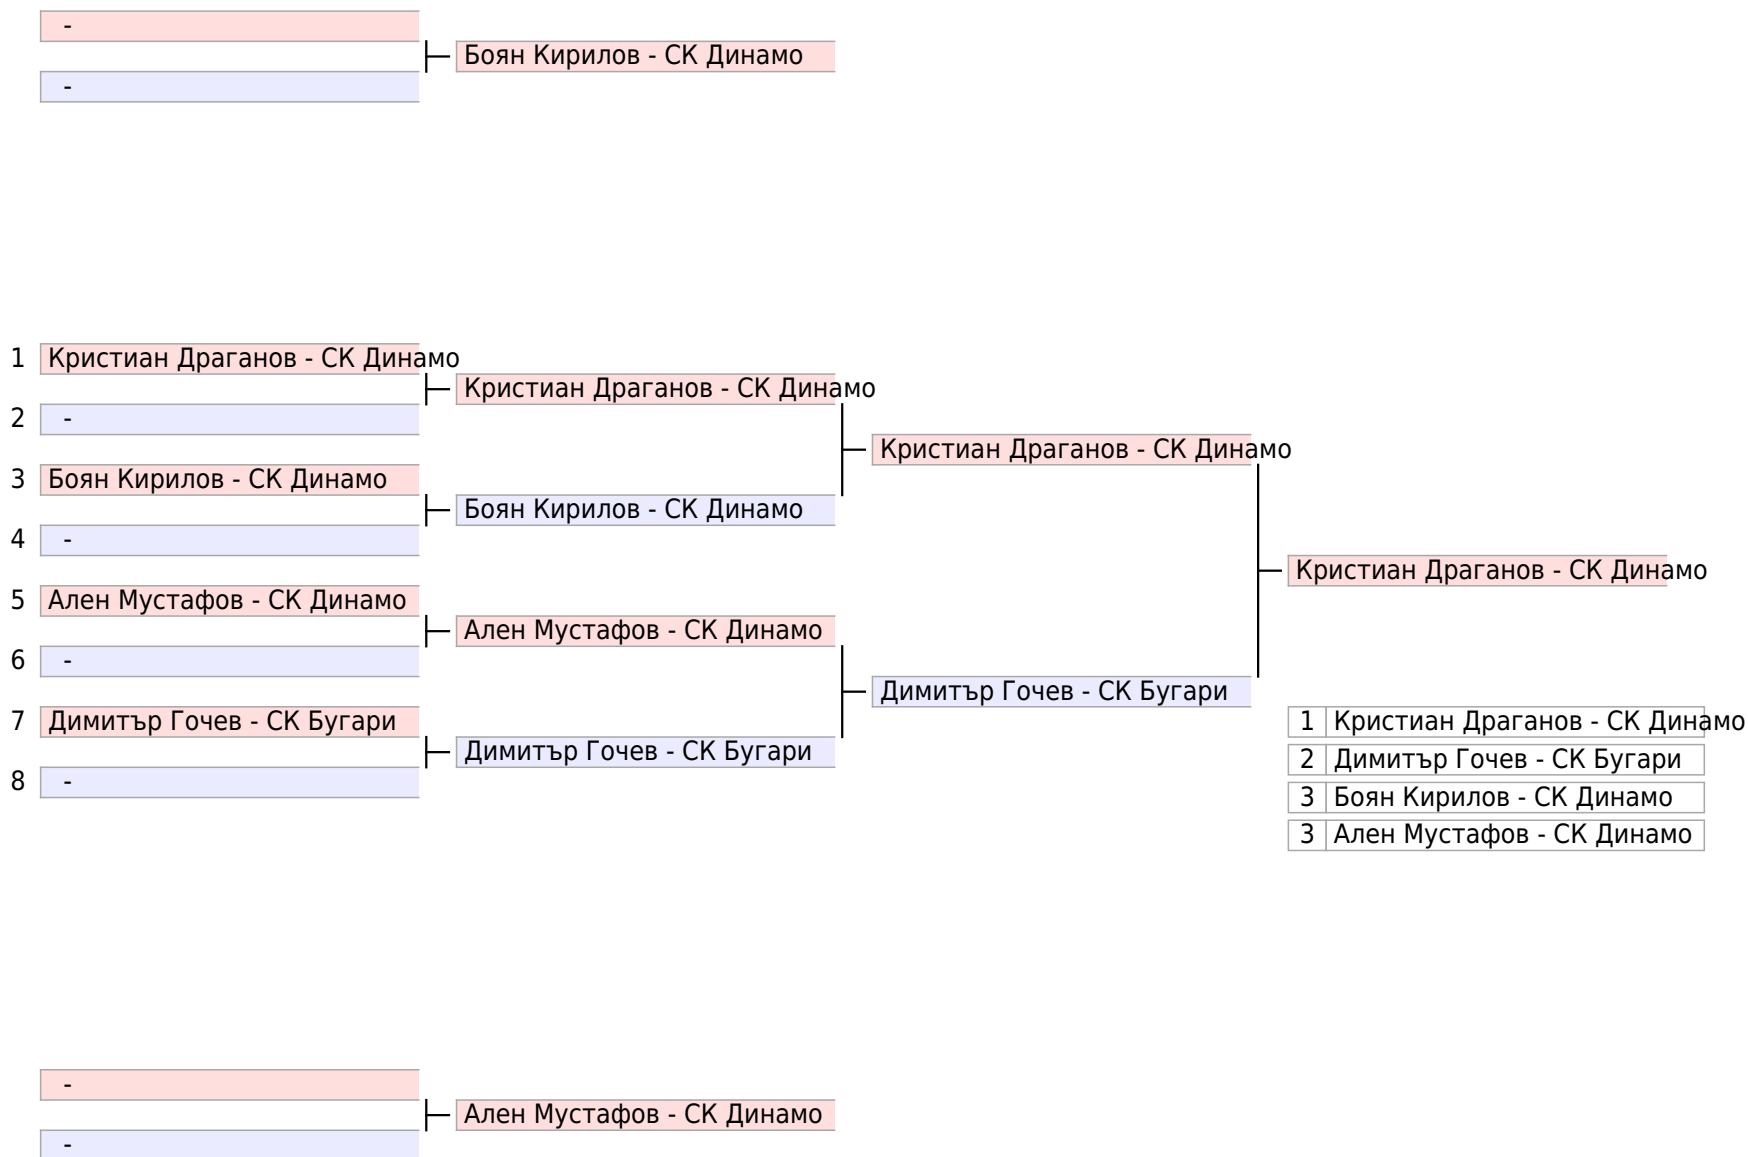 -
Боян Кирилов - СК Динамо
-
1 Кристиан Драганов - СК Динамо
Кристиан Драганов - СК Динамо
2 -
Кристиан Драганов - СК Динамо
3 Боян Кирилов - СК Динамо
Боян Кирилов - СК Динамо
4 -
Кристиан Драганов - СК Динамо
5 Ален Мустафов - СК Динамо
Ален Мустафов - СК Динамо
6 -
Димитър Гочев - СК Бугари
7 Димитър Гочев - СК Бугари
Димитър Гочев - СК Бугари
8 -
1 Кристиан Драганов - СК Динамо
2 Димитър Гочев - СК Бугари
3 Боян Кирилов - СК Динамо
3 Ален Мустафов - СК Динамо
-
Ален Мустафов - СК Динамо
-